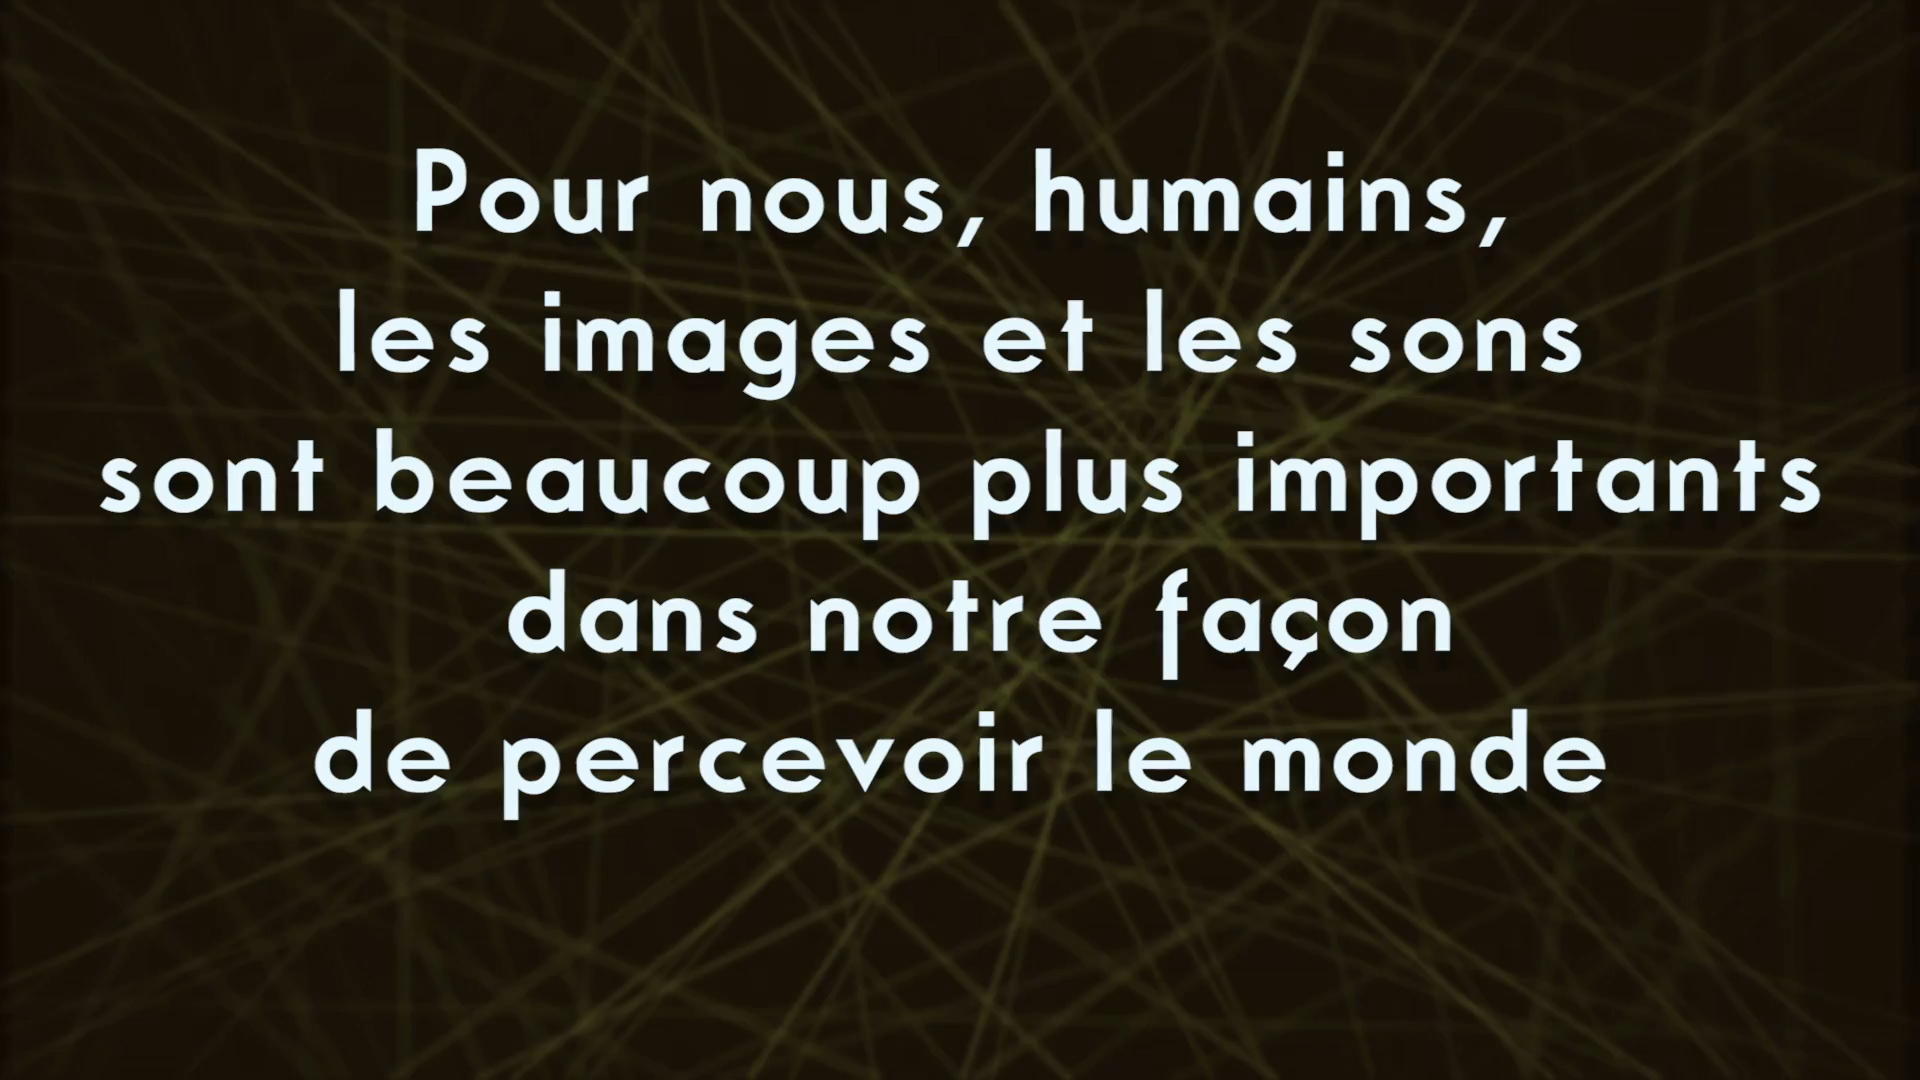 Pour nous, humains,
les images et les sons
sont beaucoup plus importants
dans notre façon
de percevoir le monde